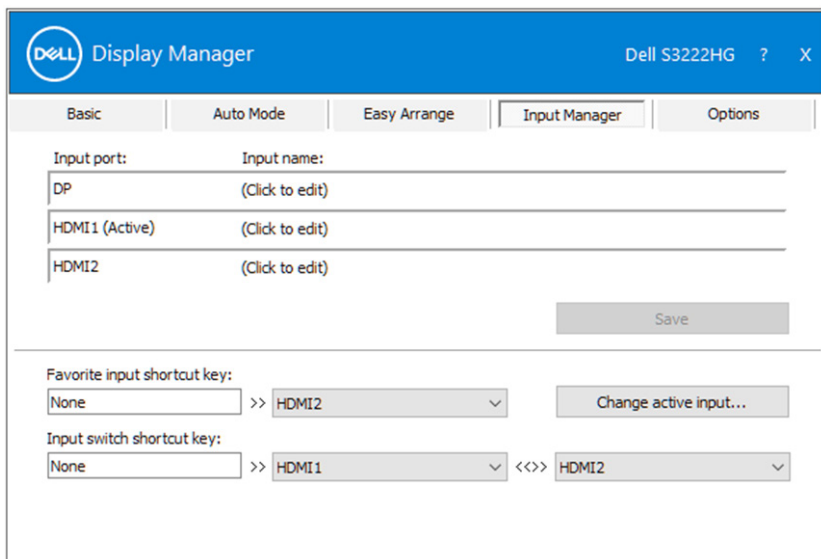 DELL Display Manager Dell S3222HG ? X
Basic Auto Mode Easy Arrange Input Manager Options
Input port: Input name:
DP (Click to edit)
HDMI1 (Active) (Click to edit)
HDMI2 (Click to edit)
Save
Favorite input shortcut key:
None >> HDMI2 Change active input...
Input switch shortcut key:
None >> HDMI1 <<>> HDMI2